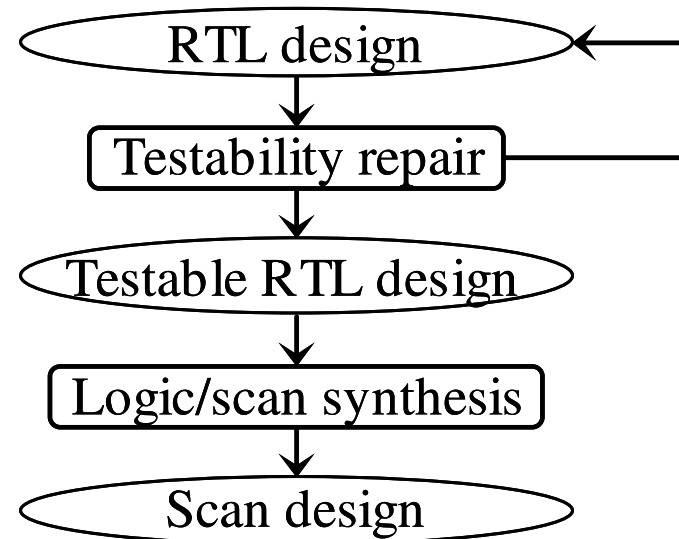 RTL design
Testability repair
Testable RTL design
Logic/scan synthesis
Scan design